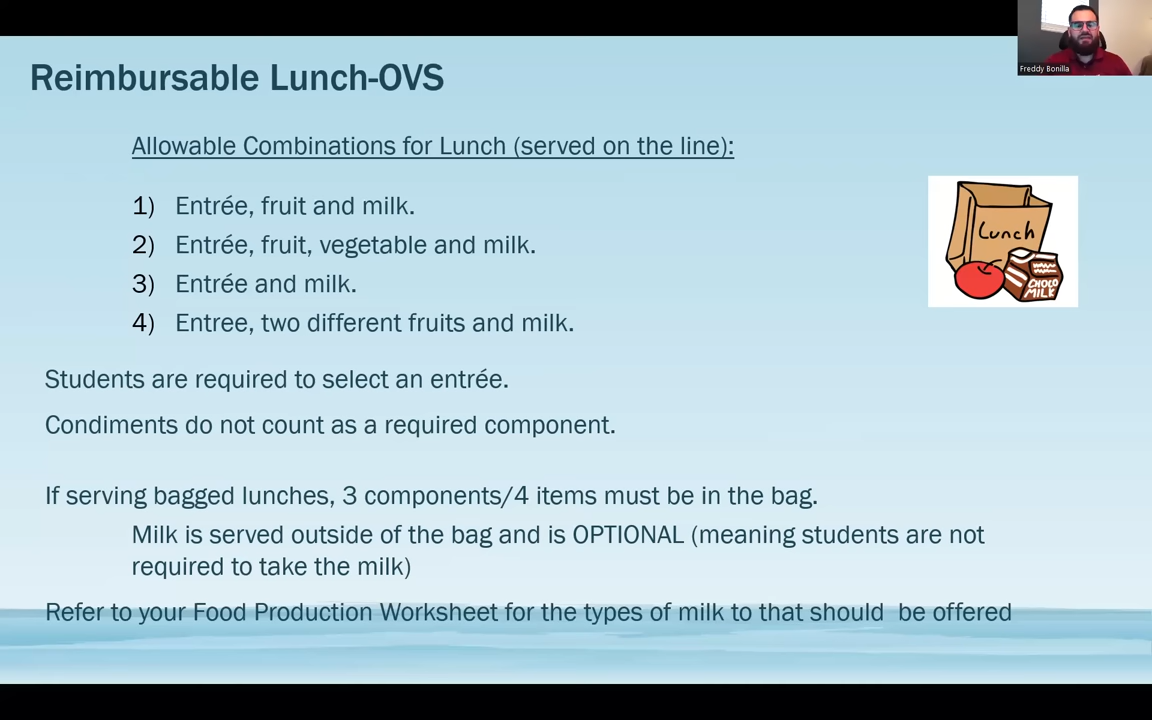 Freddy Bonilla
Reimbursable Lunch-OVS
Allowable Combinations for Lunch (served on the line):
1) Entrée, fruit and milk.
2) Entrée, fruit, vegetable and milk.
3) Entrée and milk.
4) Entree, two different fruits and milk.
Lunch
CHOCO
MILK
Students are required to select an entrée.
Condiments do not count as a required component.
If serving bagged lunches, 3 components/4 items must be in the bag.
Milk is served outside of the bag and is OPTIONAL (meaning students are not
required to take the milk)
Refer to your Food Production Worksheet for the types of milk to that should be offered